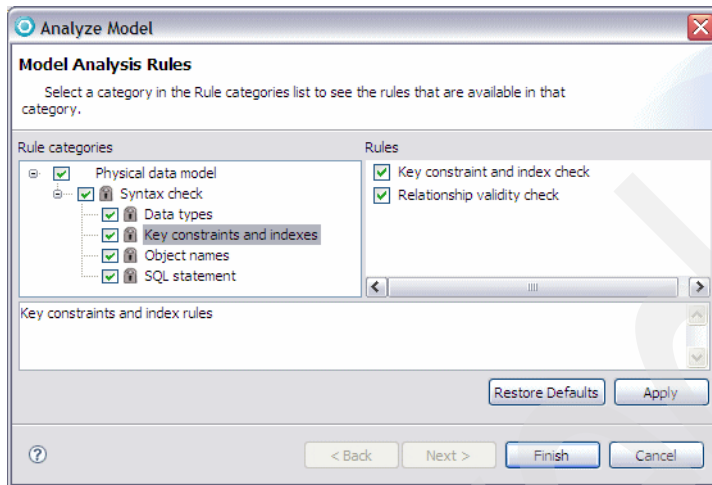 Analyze Model
Model Analysis Rules
Select a category in the Rule categories list to see the rules that are available in that
category.
Rule categories
Rules
Physical data model
Syntax check
Data types
Key constraints and indexes
Object names
SQL statement
Key constraint and index check
Relationship validity check
Key constraints and index rules
Restore Defaults
Apply
?
< Back
Next >
Finish
Cancel